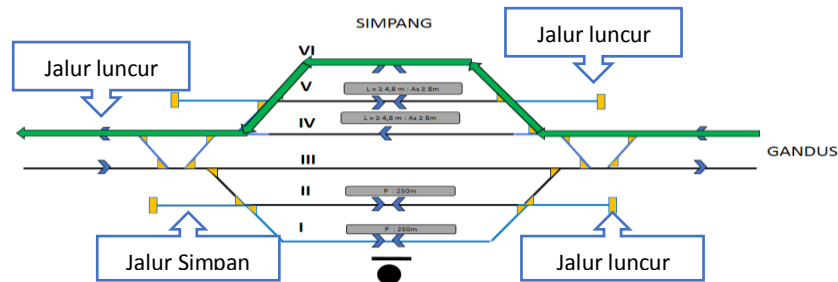 SIMPANG
Jalur luncur
Jalur luncur
VI
V
L = ≥ 4,8 m : As ≥ 8m
IV
L = ≥ 4,8 m : As ≥ 8m
III
GANDUS
II
P : 250m
I
P : 250m
Jalur Simpan
Jalur luncur